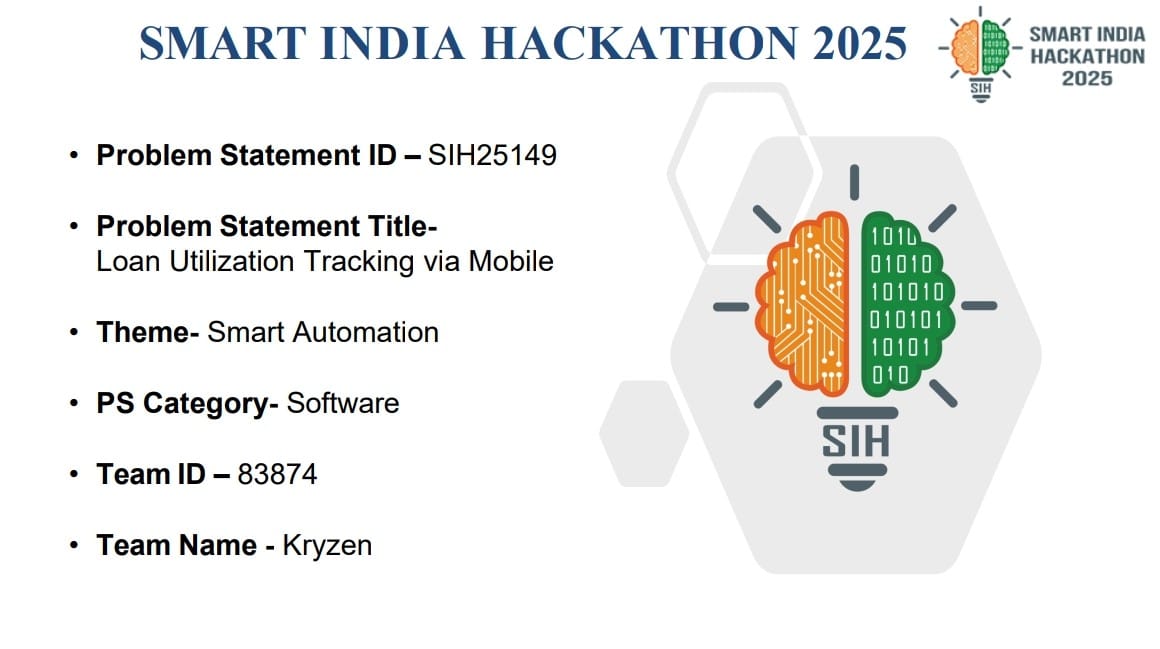 SMART INDIA HACKATHON 2025
SMART INDIA
HACKATHON
2025
SIH
• Problem Statement ID – SIH25149
• Problem Statement Title-
Loan Utilization Tracking via Mobile
• Theme- Smart Automation
• PS Category- Software
• Team ID – 83874
• Team Name - Kryzen
101
01010
101010
010101
10101
010
SIH